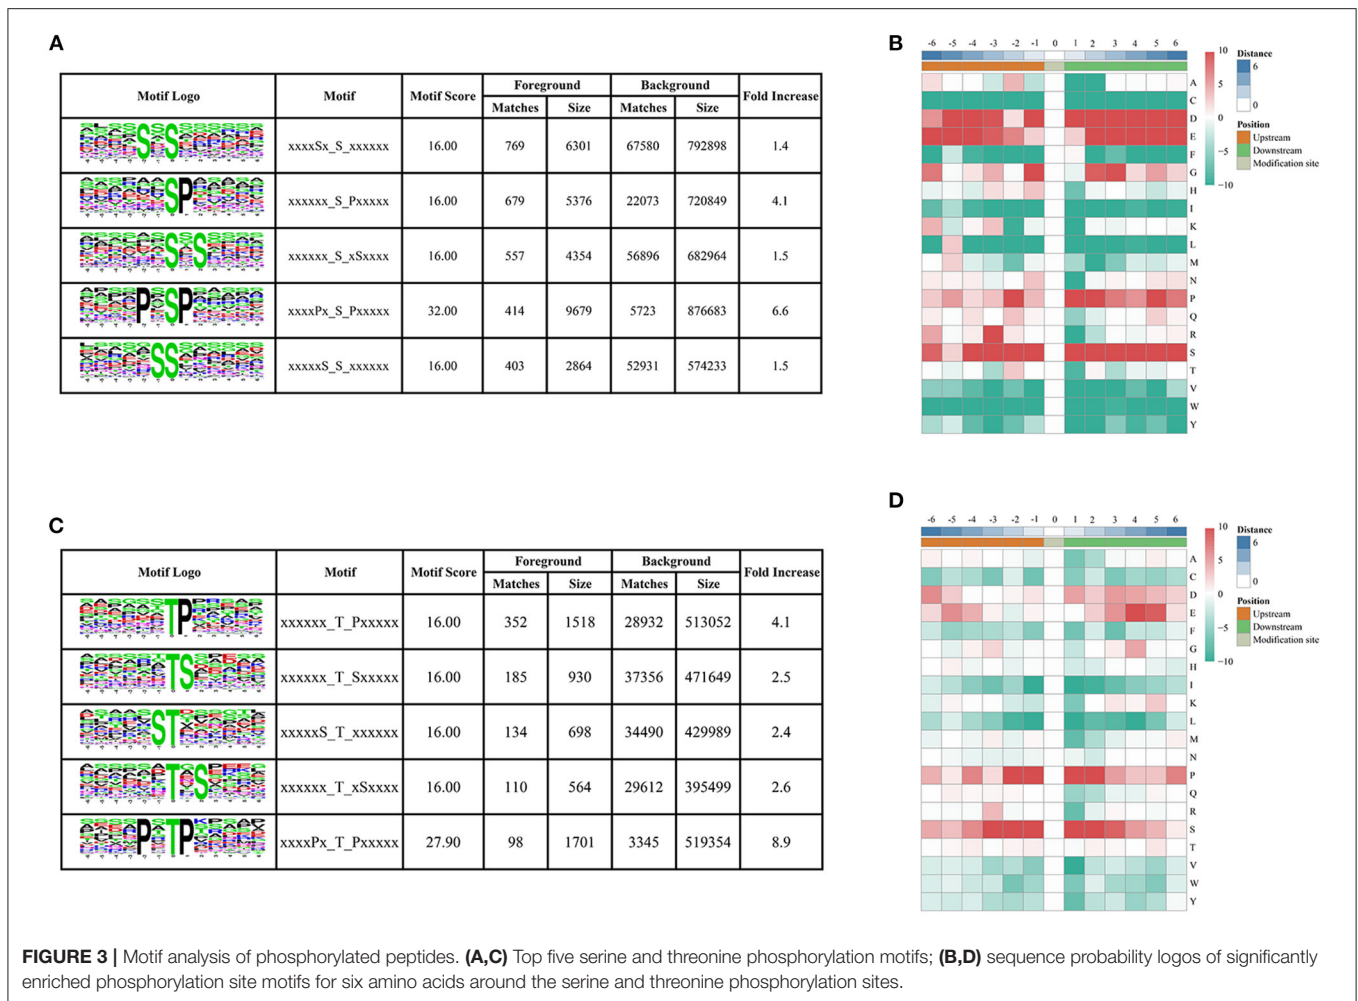 A
Motif Logo Motif Motif Score Foreground Background Fold Increase
Matches Size Matches Size
xxxxSx_S_xxxxxx 16.00 769 6301 67580 792898 1.4
xxxxxx_S_Pxxxxx 16.00 679 5376 22073 720849 4.1
xxxxxx_S_xSxxxx 16.00 557 4354 56896 682964 1.5
xxxxPx_S_Pxxxxx 32.00 414 9679 5723 876683 6.6
xxxxxS_S_xxxxxx 16.00 403 2864 52931 574233 1.5
B
-6 -5 -4 -3 -2 -1 0 1 2 3 4 5 6
A
C
D
E
F
G
H
I
K
L
M
N
P
Q
R
S
T
V
W
Y
10
5
0
−5
−10
Distance
6
0
Position
Upstream
Downstream
Modification site
C
Motif Logo Motif Motif Score Foreground Background Fold Increase
Matches Size Matches Size
xxxxxx_T_Pxxxxx 16.00 352 1518 28932 513052 4.1
xxxxxx_T_Sxxxxx 16.00 185 930 37356 471649 2.5
xxxxxS_T_xxxxxx 16.00 134 698 34490 429989 2.4
xxxxxx_T_xSxxxx 16.00 110 564 29612 395499 2.6
xxxxPx_T_Pxxxxx 27.90 98 1701 3345 519354 8.9
D
-6 -5 -4 -3 -2 -1 0 1 2 3 4 5 6
A
C
D
E
F
G
H
I
K
L
M
N
P
Q
R
S
T
V
W
Y
10
5
0
−5
−10
Distance
6
0
Position
Upstream
Downstream
Modification site
FIGURE 3 | Motif analysis of phosphorylated peptides. (A,C) Top five serine and threonine phosphorylation motifs; (B,D) sequence probability logos of significantly
enriched phosphorylation site motifs for six amino acids around the serine and threonine phosphorylation sites.